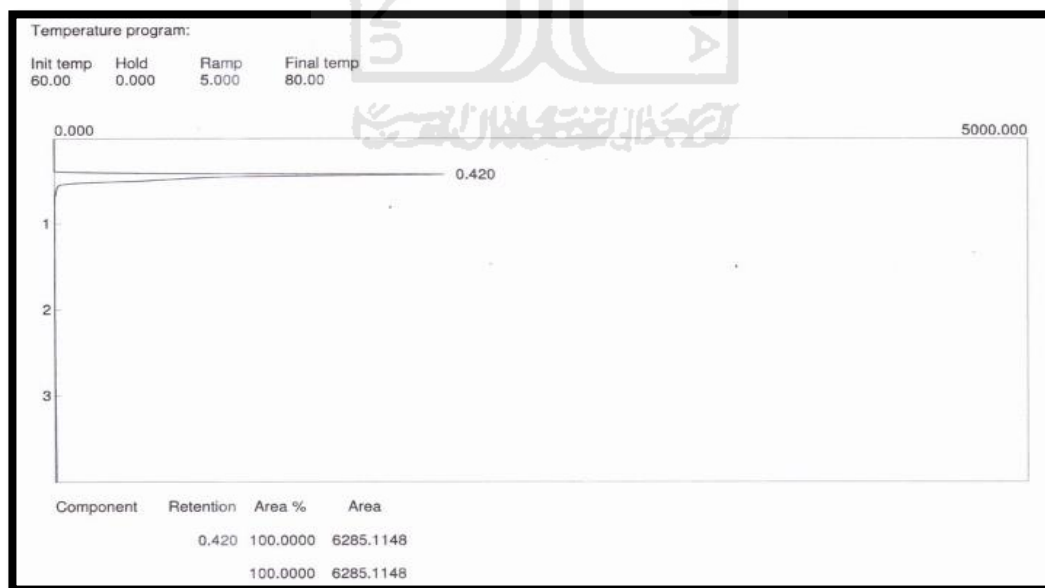 Temperature program:
Init temp Hold Ramp Final temp
60.00 0.000 5.000 80.00
0.000 5000.000
0.420
1
2
3
Component Retention Area % Area
0.420 100.0000 6285.1148
100.0000 6285.1148